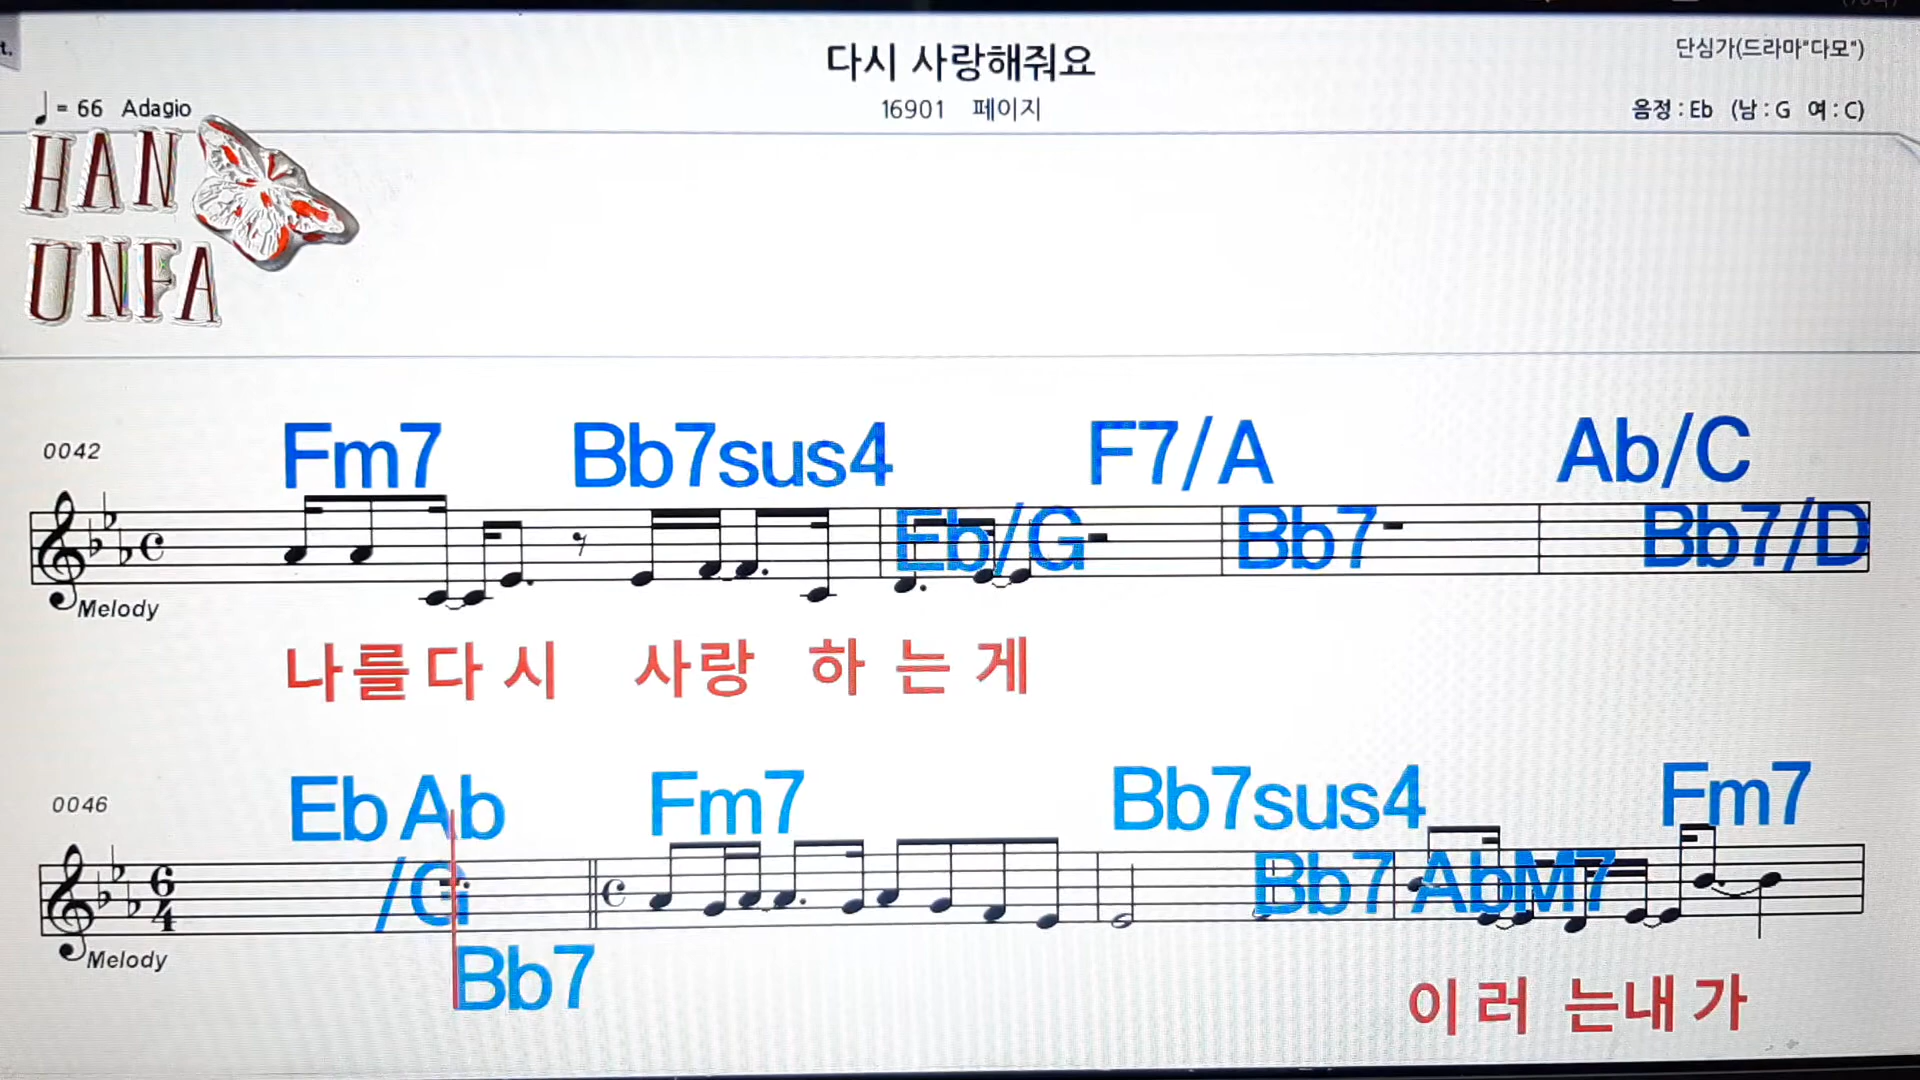 t.
다시 사랑해줘요
단심가(드라마"다모")
♩= 66 Adagio
16901 페이지
음정 : Eb (남 : G 여 : C)
HAN
UNFA
0042
Fm7 Bb7sus4 F7/A Ab/C
Eb/G Bb7 Bb7/D
Melody
나를다시 사랑 하는게
0046
Eb Ab Fm7 Bb7sus4 Fm7
/G Bb7 AbM7
6
4
Melody
Bb7
이러 는내가